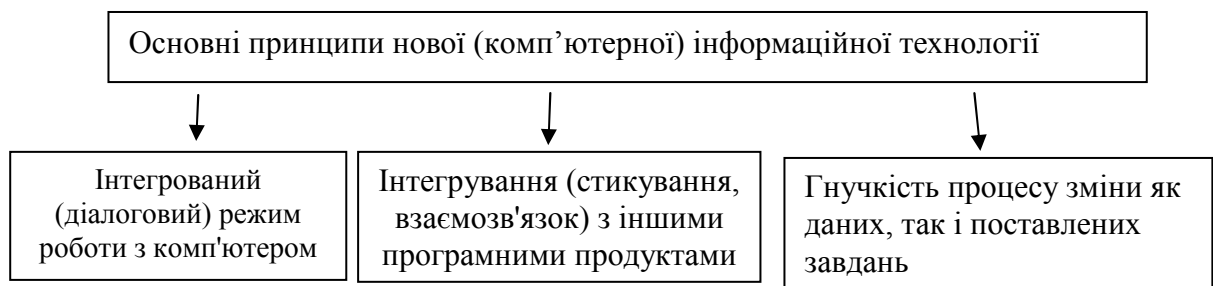 Основні принципи нової (комп’ютерної) інформаційної технології
Інтегрований
(діалоговий) режим
роботи з комп'ютером
Інтегрування (стикування,
взаємозв'язок) з іншими
програмними продуктами
Гнучкість процесу зміни як
даних, так і поставлених
завдань